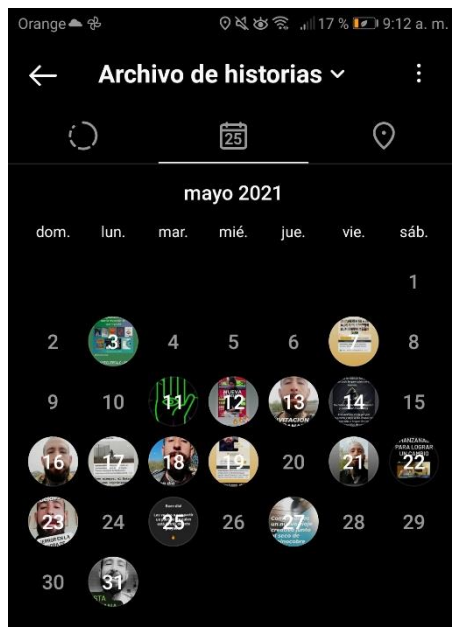 Orange 17 % 9:12 a. m.
Archivo de historias
25
mayo 2021
dom. lun. mar. mié. jue. vie. sáb.
1
2 3 4 5 6 7 8
9 10 11 12 13 14 15
16 17 18 19 20 21 22
23 24 25 26 27 28 29
30 31